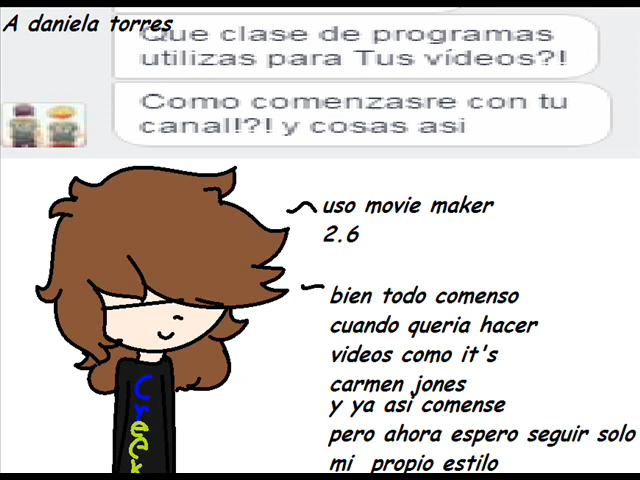 A daniela torres
Que clase de programas
utilizas para Tus vídeos?!
Como comenzasre con tu
canal!?! y cosas asi
uso movie maker
2.6
bien todo comenso
cuando queria hacer
videos como it's
carmen jones
y ya asi comense
pero ahora espero seguir solo
mi propio estilo